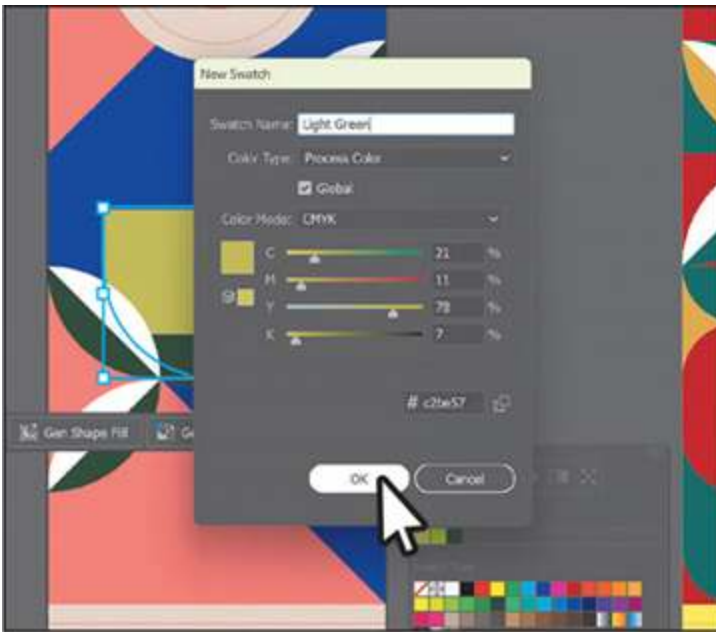 New Swatch
Swatch Name: Light Green
Color Type: Process Color
Global
Color Mode: CMYK
C 21 %
M 11 %
Y 78 %
K 7 %
# c2be57
Gen Shape Fill
OK Cancel